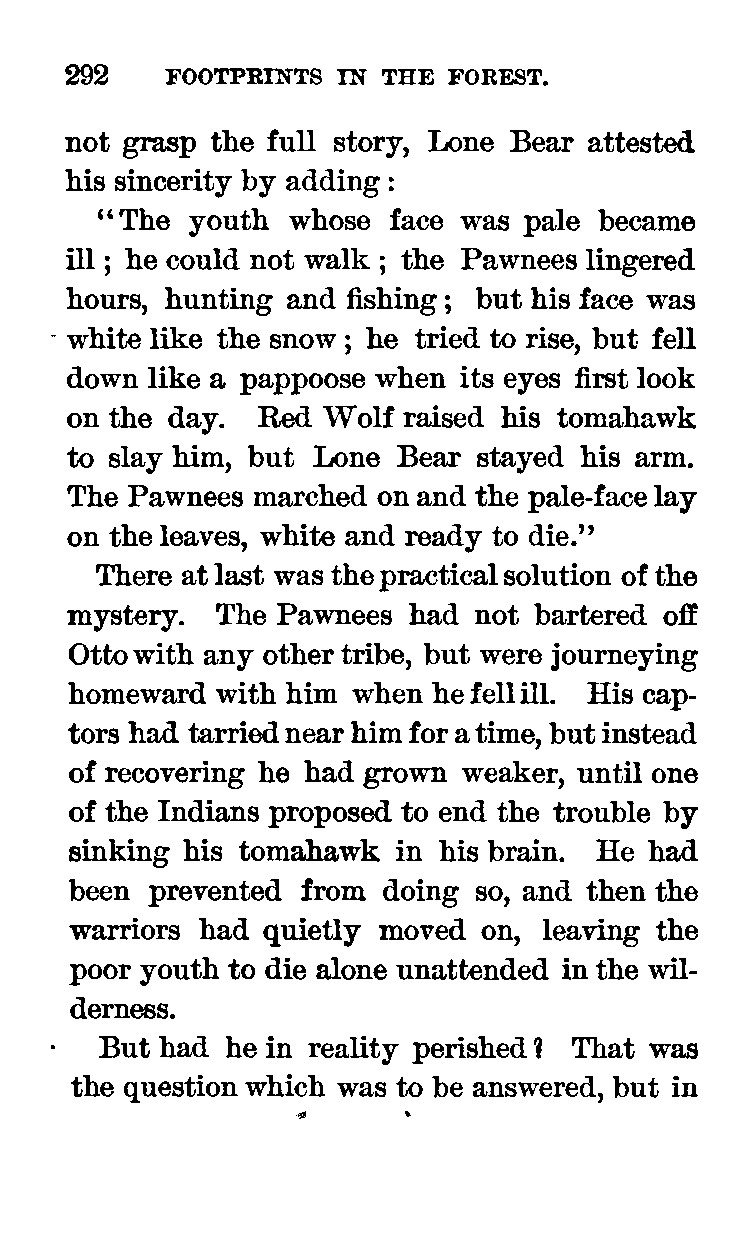 292 FOOTPRINTS IN THE FOREST.
not grasp the full story, Lone Bear attested
his sincerity by adding :
"The youth whose face was pale became
ill ; he could not walk ; the Pawnees lingered
hours, hunting and fishing ; but his face was
white like the snow ; he tried to rise, but fell
down like a pappoose when its eyes first look
on the day. Red Wolf raised his tomahawk
to slay him, but Lone Bear stayed his arm.
The Pawnees marched on and the pale-face lay
on the leaves, white and ready to die."
There at last was the practical solution of the
mystery. The Pawnees had not bartered off
Otto with any other tribe, but were journeying
homeward with him when he fell ill. His cap-
tors had tarried near him for a time, but instead
of recovering he had grown weaker, until one
of the Indians proposed to end the trouble by
sinking his tomahawk in his brain. He had
been prevented from doing so, and then the
warriors had quietly moved on, leaving the
poor youth to die alone unattended in the wil-
derness.
But had he in reality perished? That was
the question which was to be answered, but in